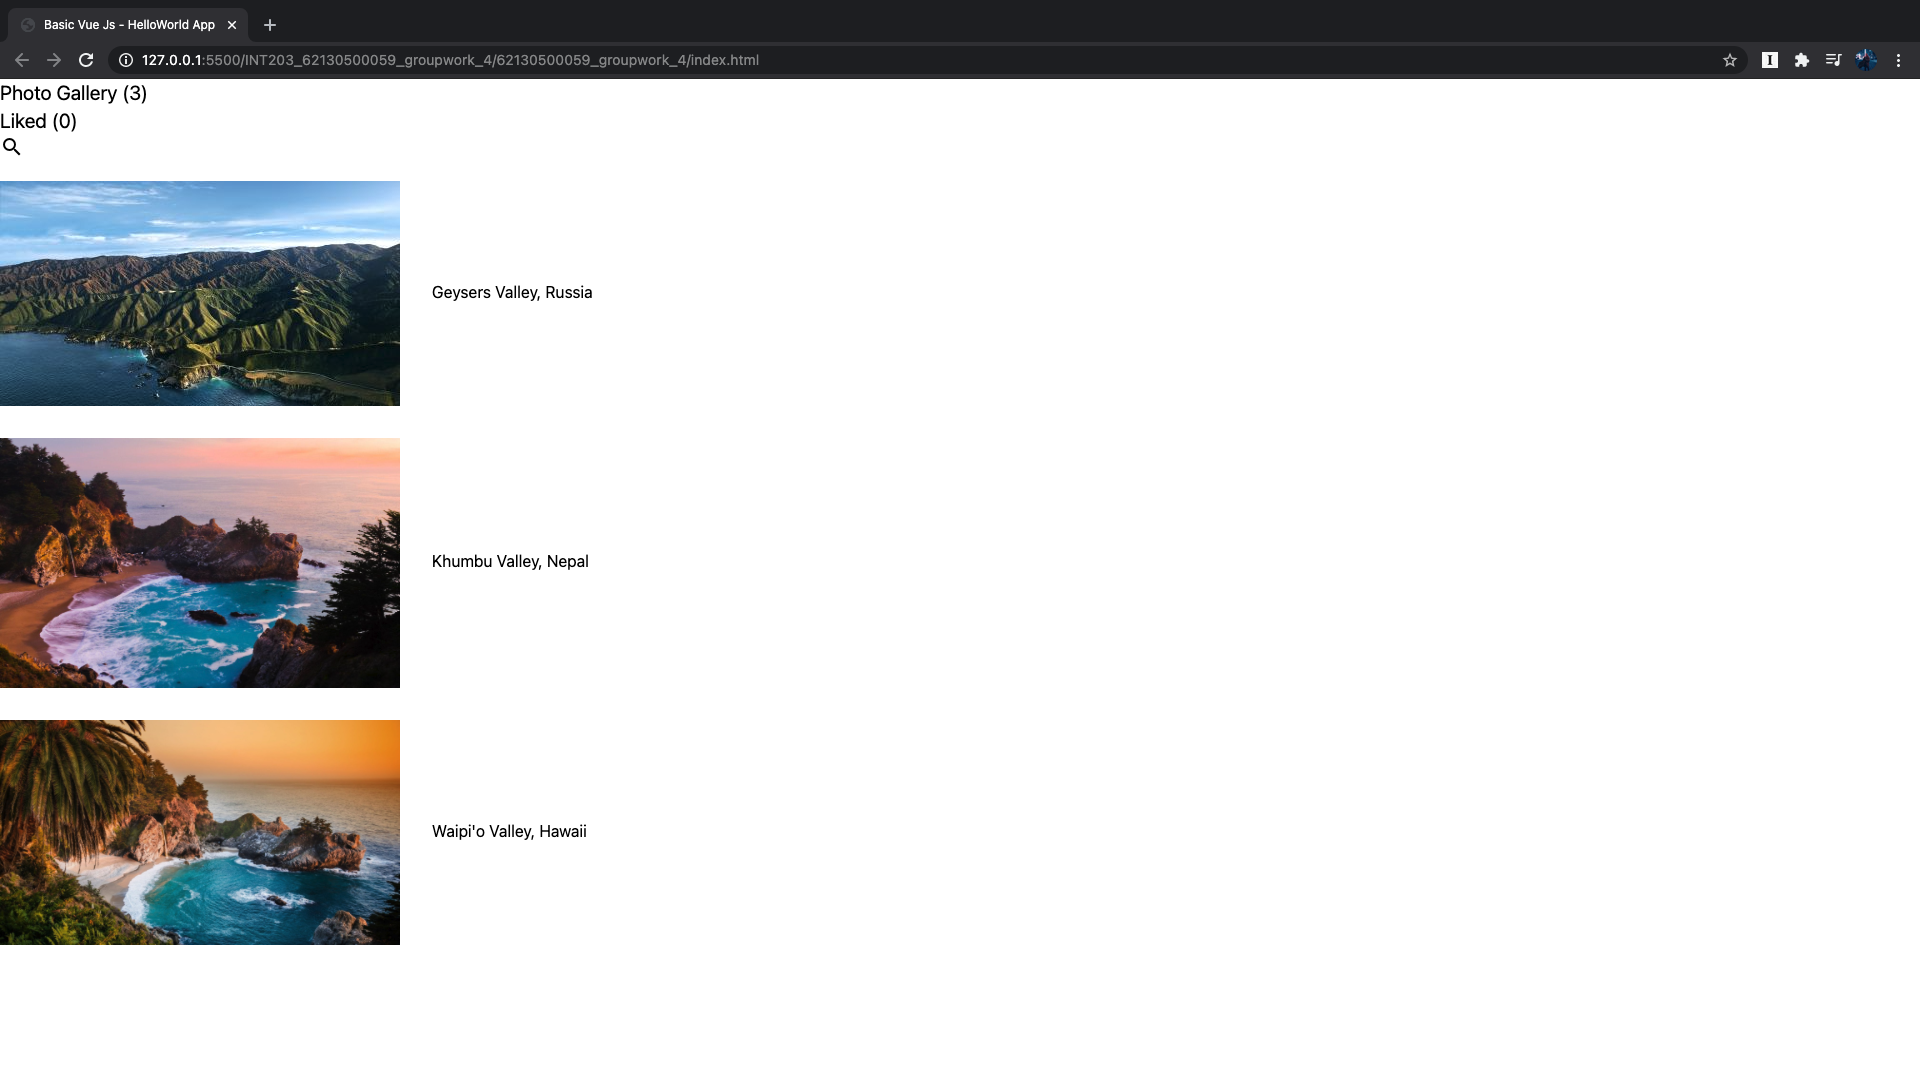 Basic Vue Js - HelloWorld App
127.0.0.1:5500/INT203_62130500059_groupwork_4/62130500059_groupwork_4/index.html
Photo Gallery (3)
Liked (0)
Geysers Valley, Russia
Khumbu Valley, Nepal
Waipi'o Valley, Hawaii